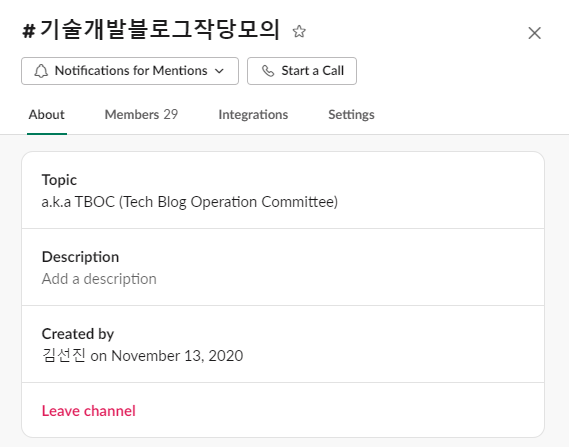 #기술개발블로그작당모의
Notifications for Mentions
Start a Call
About
Members 29
Integrations
Settings
Topic
a.k.a TBOC (Tech Blog Operation Committee)
Description
Add a description
Created by
김선진 on November 13, 2020
Leave channel